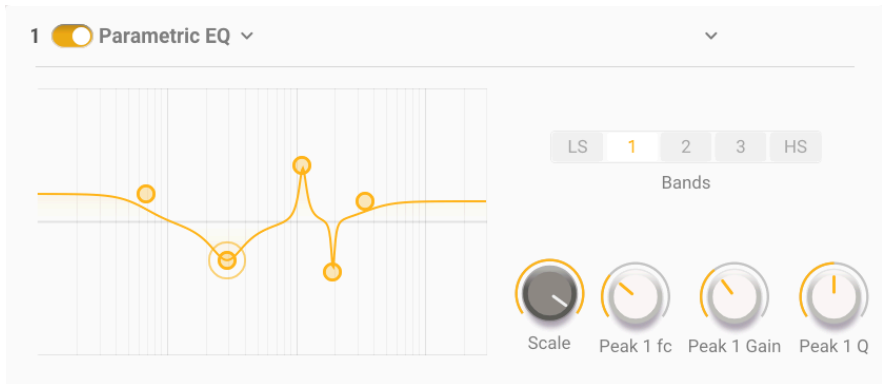 1 Parametric EQ
LS 1 2 3 HS
Bands
Scale Peak 1 fc Peak 1 Gain Peak 1 Q